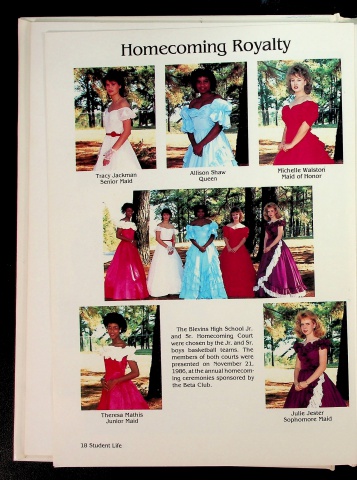 Homecoming Royalty
Tracy Jackman
Senior Maid
Allison Shaw
Queen
Michelle Walston
Maid of Honor
The Blevins High School Jr.
and Sr. Homecoming Court
were chosen by the Jr. and Sr.
boys basketball teams. The
members of both courts were
presented on November 21,
1986, at the annual homecom-
ing ceremonies sponsored by
the Beta Club.
Theresa Mathis
Junior Maid
Julie Jester
Sophomore Maid
18 Student Life